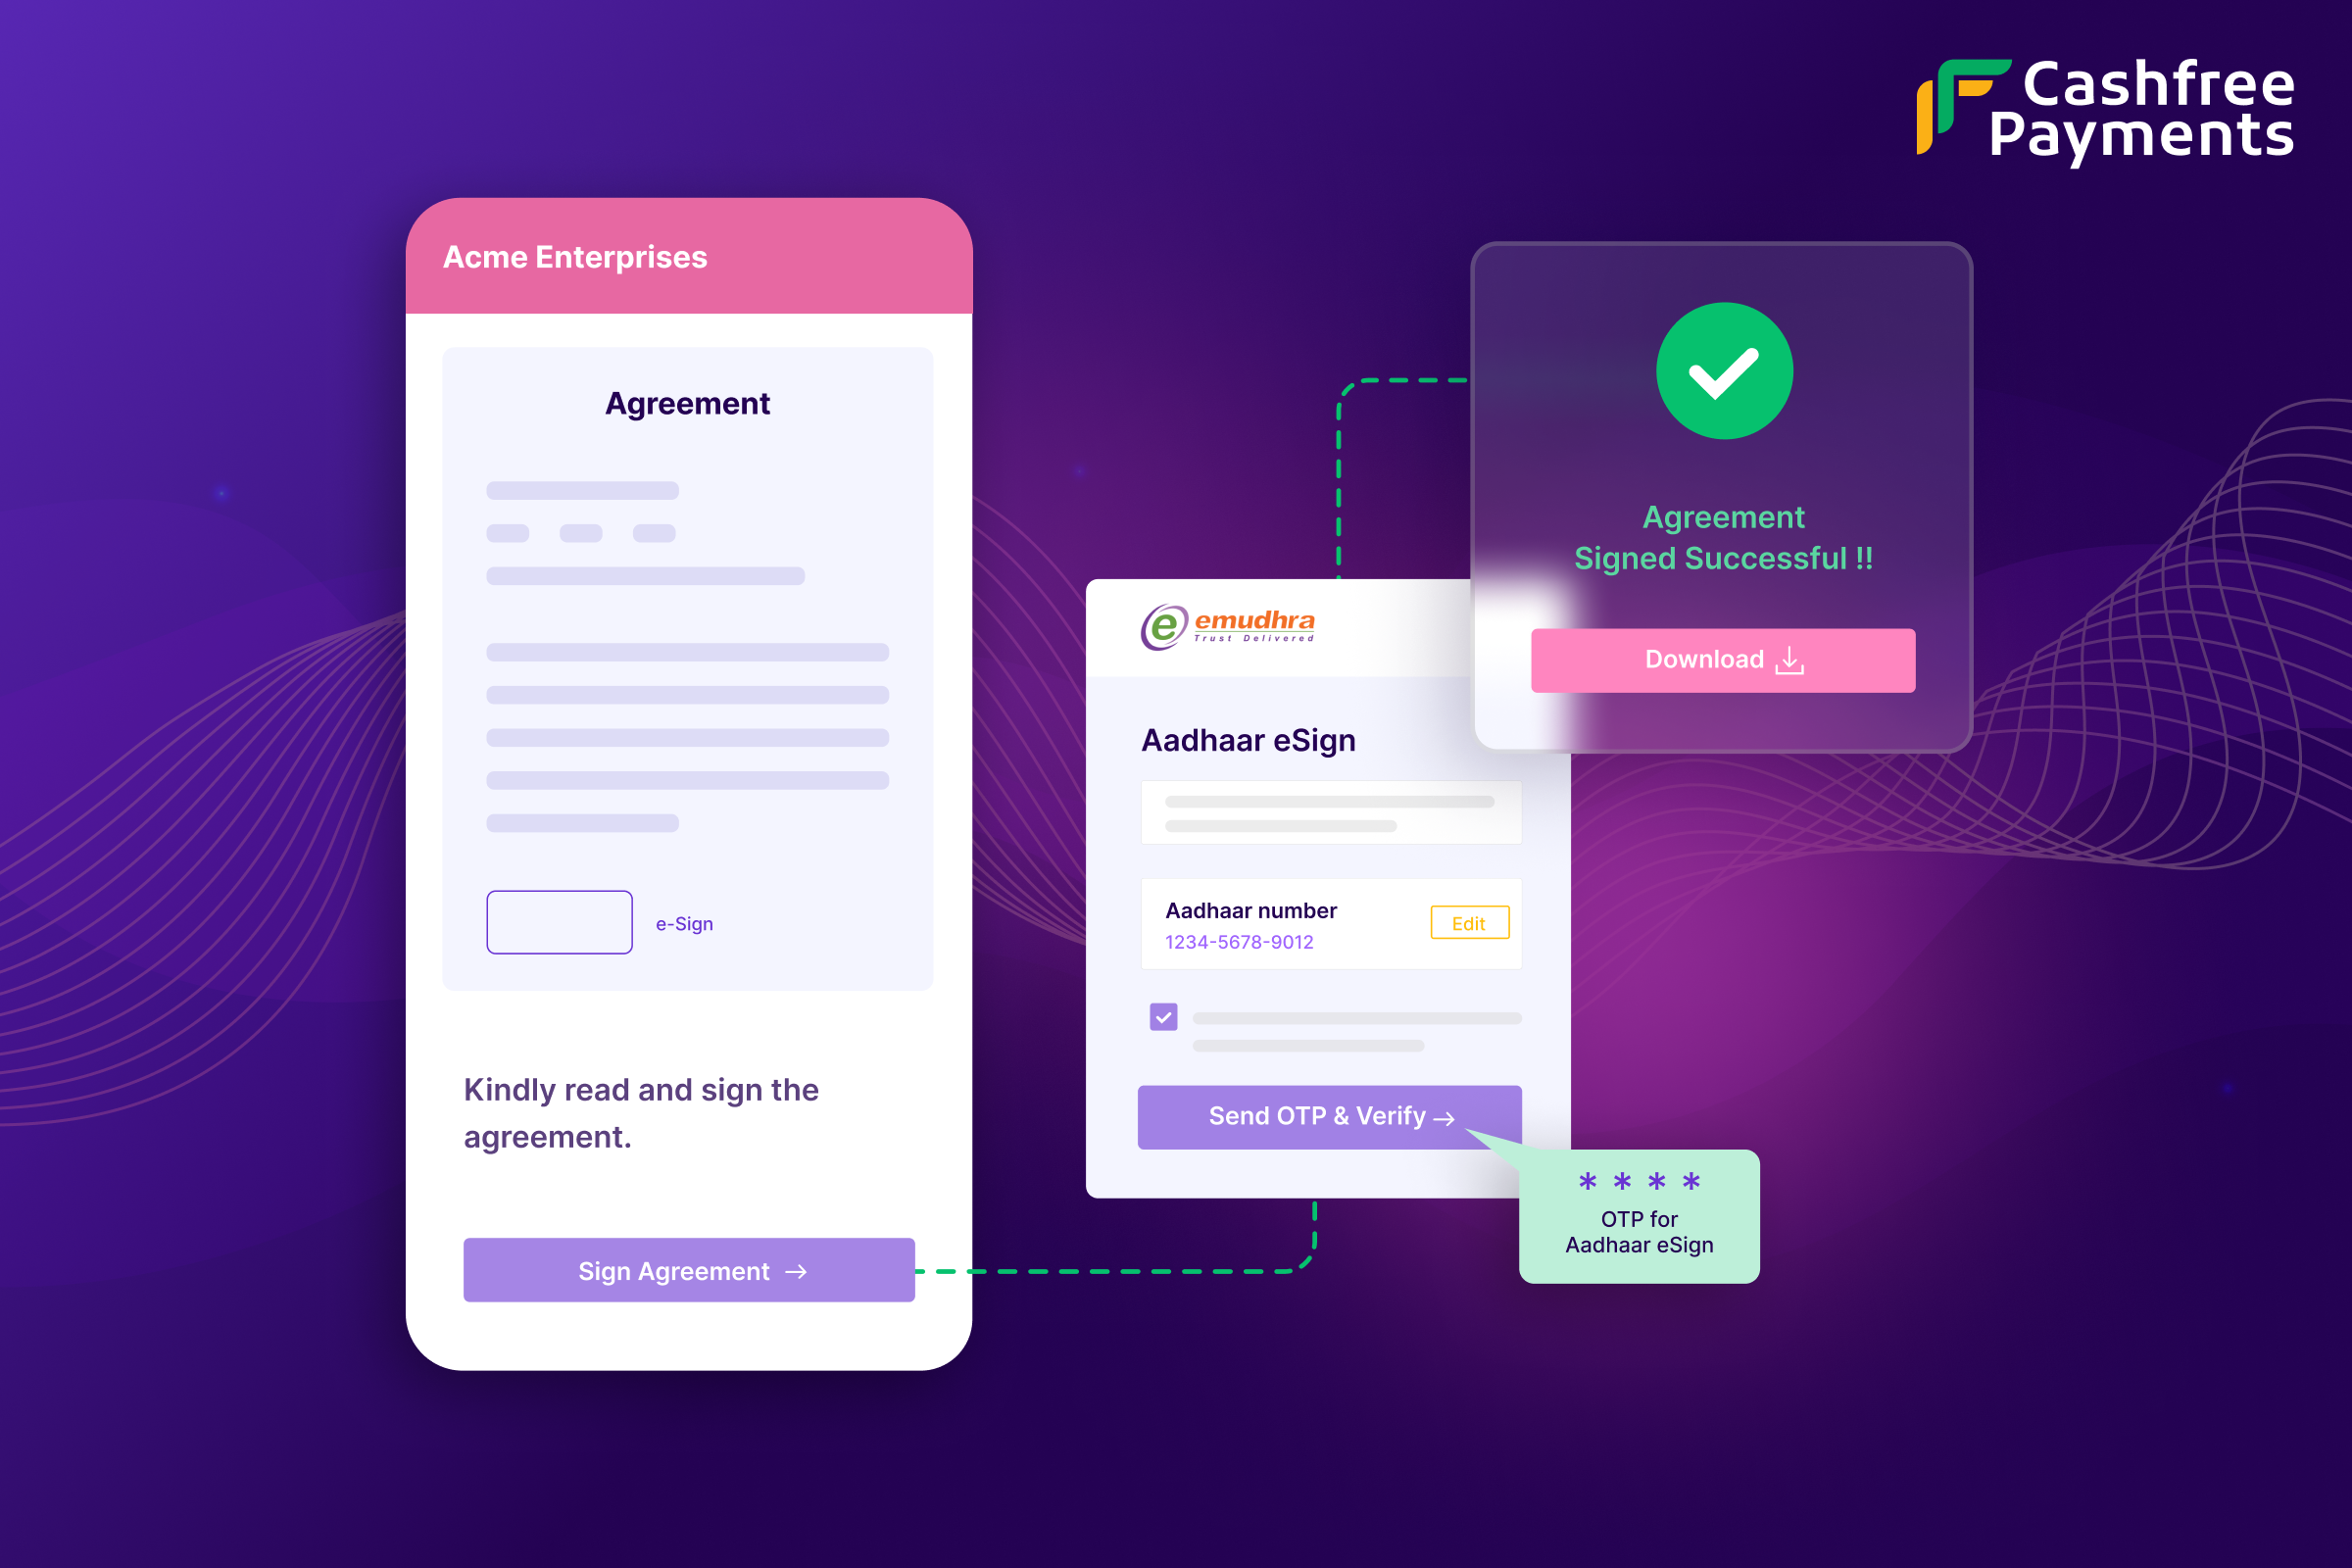 Cashfree
Payments
Acme Enterprises
Agreement
e-Sign
Kindly read and sign the
agreement.
Sign Agreement →
emudhra
Trust Delivered
Aadhaar eSign
Aadhaar number
1234-5678-9012
Edit
Send OTP & Verify →
* * * *
OTP for
Aadhaar eSign
Agreement
Signed Successful !!
Download